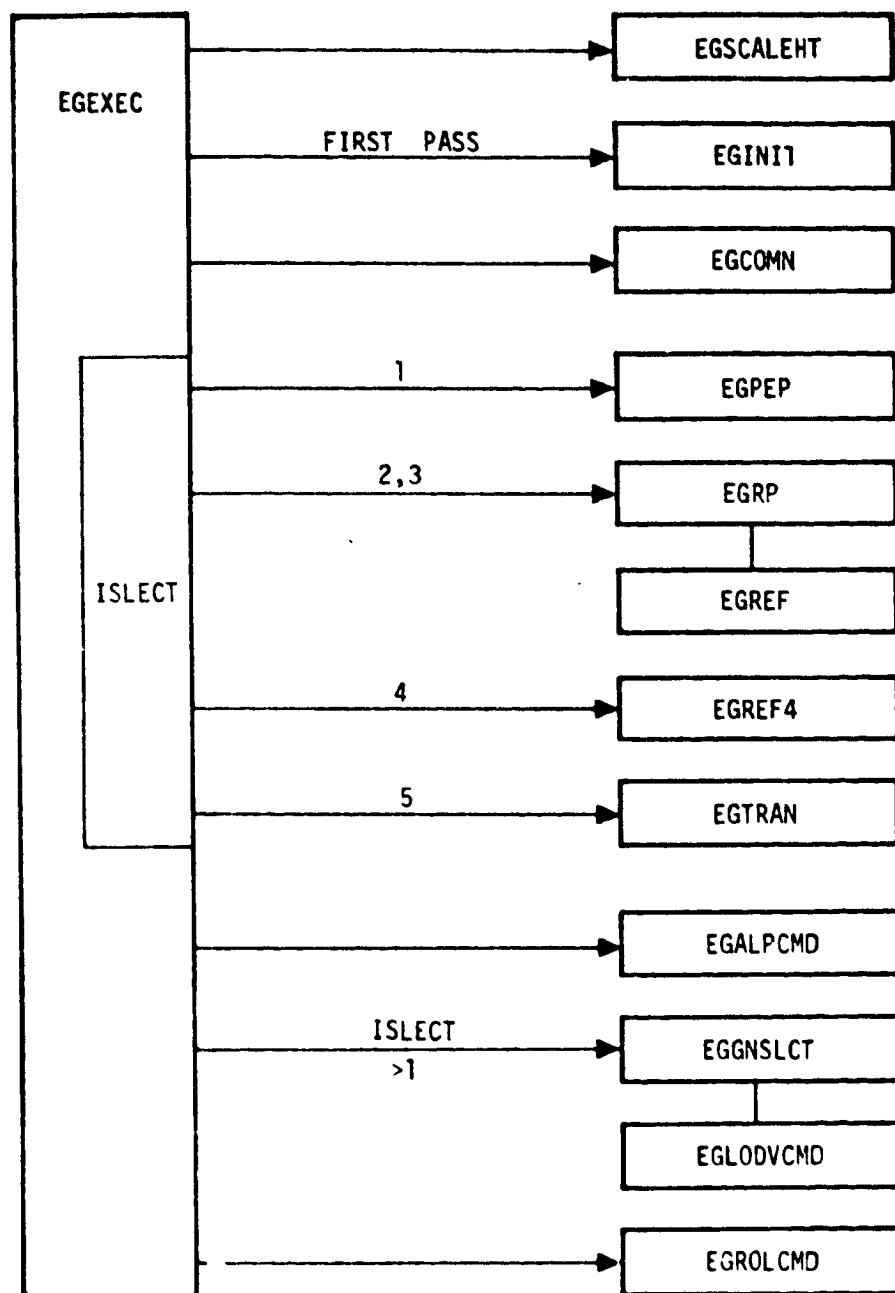 EGSCALEHT
EGEXEC
FIRST PASS
EGINIT
EGCOMN
1
EGPEP
2,3
EGRP
ISLECT
EGREF
4
EGREF4
5
EGTRAN
EGALPCMD
ISLECT
>1
EGGNSLCT
EGLODVCMD
EGROLCMD